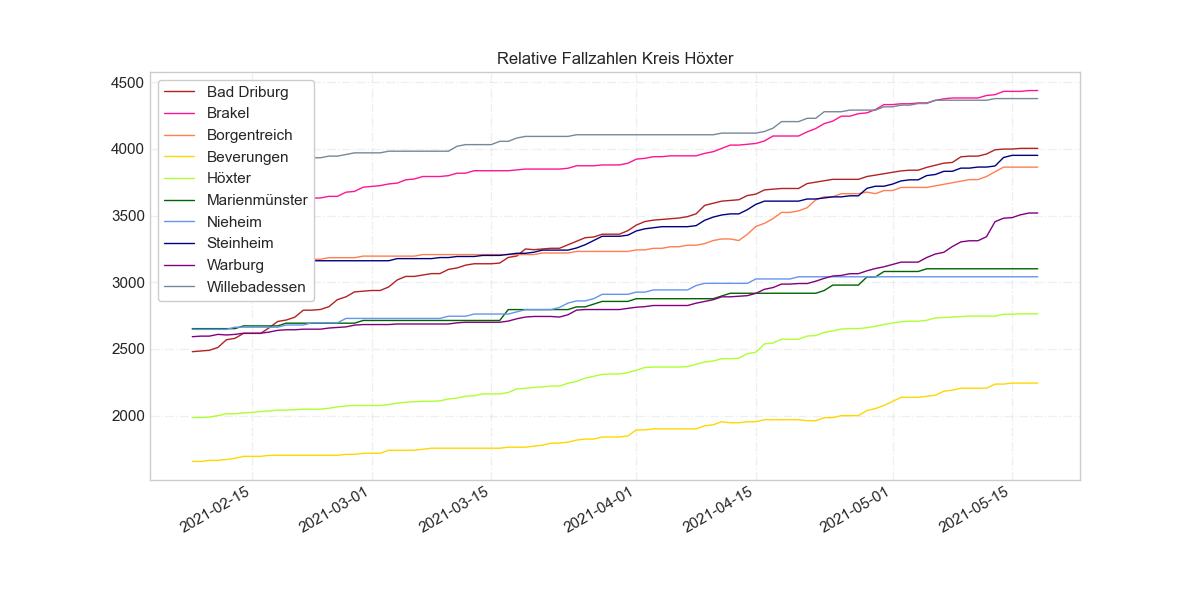 Relative Fallzahlen Kreis Höxter
4500
4000
3500
3000
2500
2000
Bad Driburg
Brakel
Borgentreich
Beverungen
Höxter
Marienmünster
Nieheim
Steinheim
Warburg
Willebadessen
2021-02-15
2021-03-01
2021-03-15
2021-04-01
2021-04-15
2021-05-01
2021-05-15